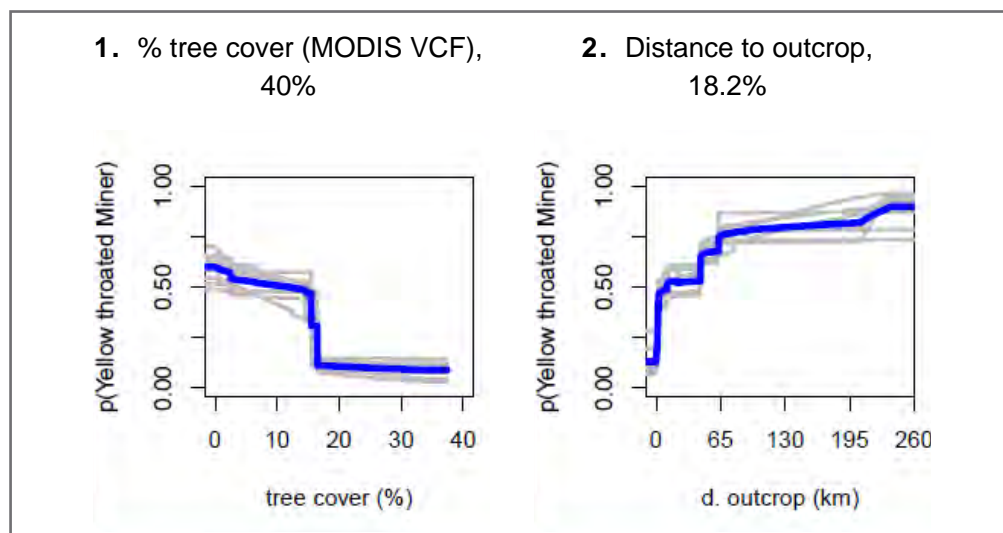 1. % tree cover (MODIS VCF),
40%
p(Yellow throated Miner)
1.00
0.50
0.00
0 10 20 30 40
tree cover (%)
2. Distance to outcrop,
18.2%
p(Yellow throated Miner)
1.00
0.50
0.00
0 65 130 195 260
d. outcrop (km)